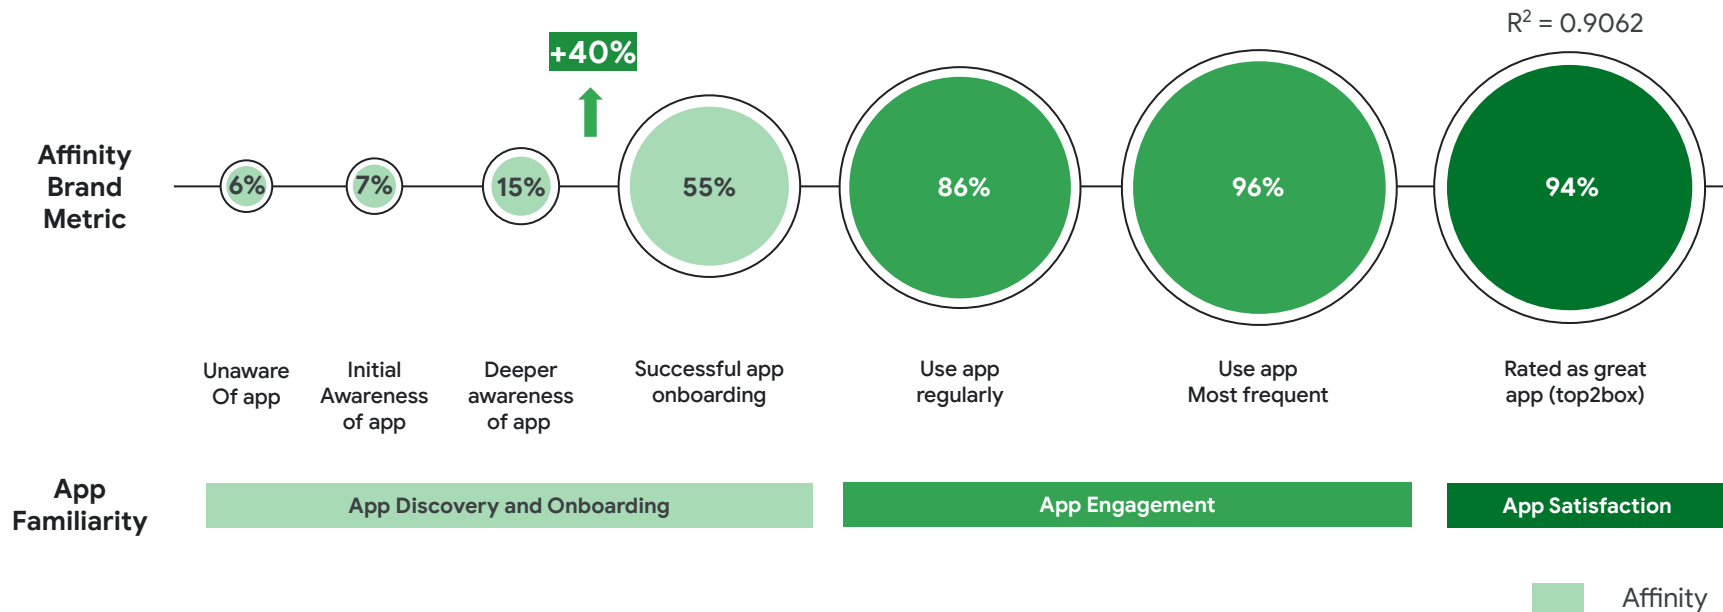 R² = 0.9062
+40%
Affinity
Brand
Metric
6%
7%
15%
55%
86%
96%
94%
Unaware
Of app
Initial
Awareness
of app
Deeper
awareness
of app
Successful app
onboarding
Use app
regularly
Use app
Most frequent
Rated as great
app (top2box)
App
Familiarity
App Discovery and Onboarding
App Engagement
App Satisfaction
Affinity